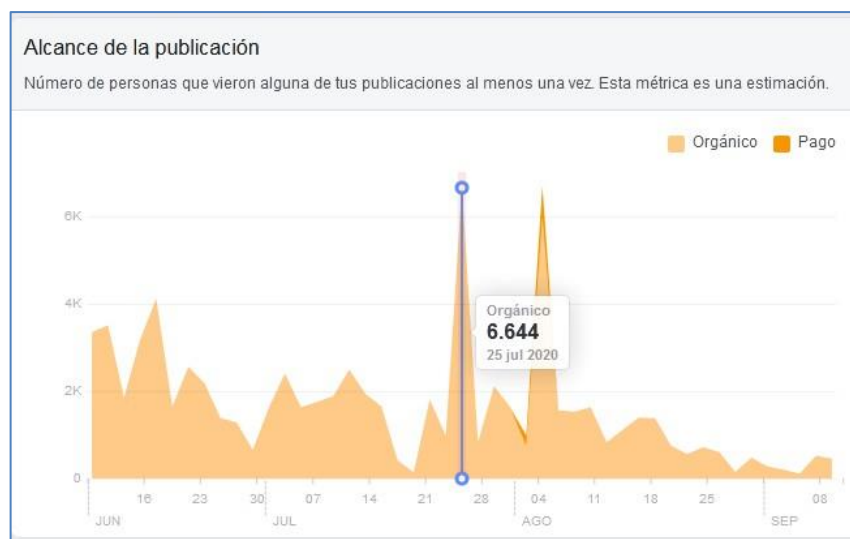 Alcance de la publicación
Número de personas que vieron alguna de tus publicaciones al menos una vez. Esta métrica es una estimación.
Orgánico Pago
6K
4K
Orgánico
6.644
25 jul 2020
2K
0
16 23 30 07 14 21 28 04 11 18 25 08
JUN JUL AGO SEP